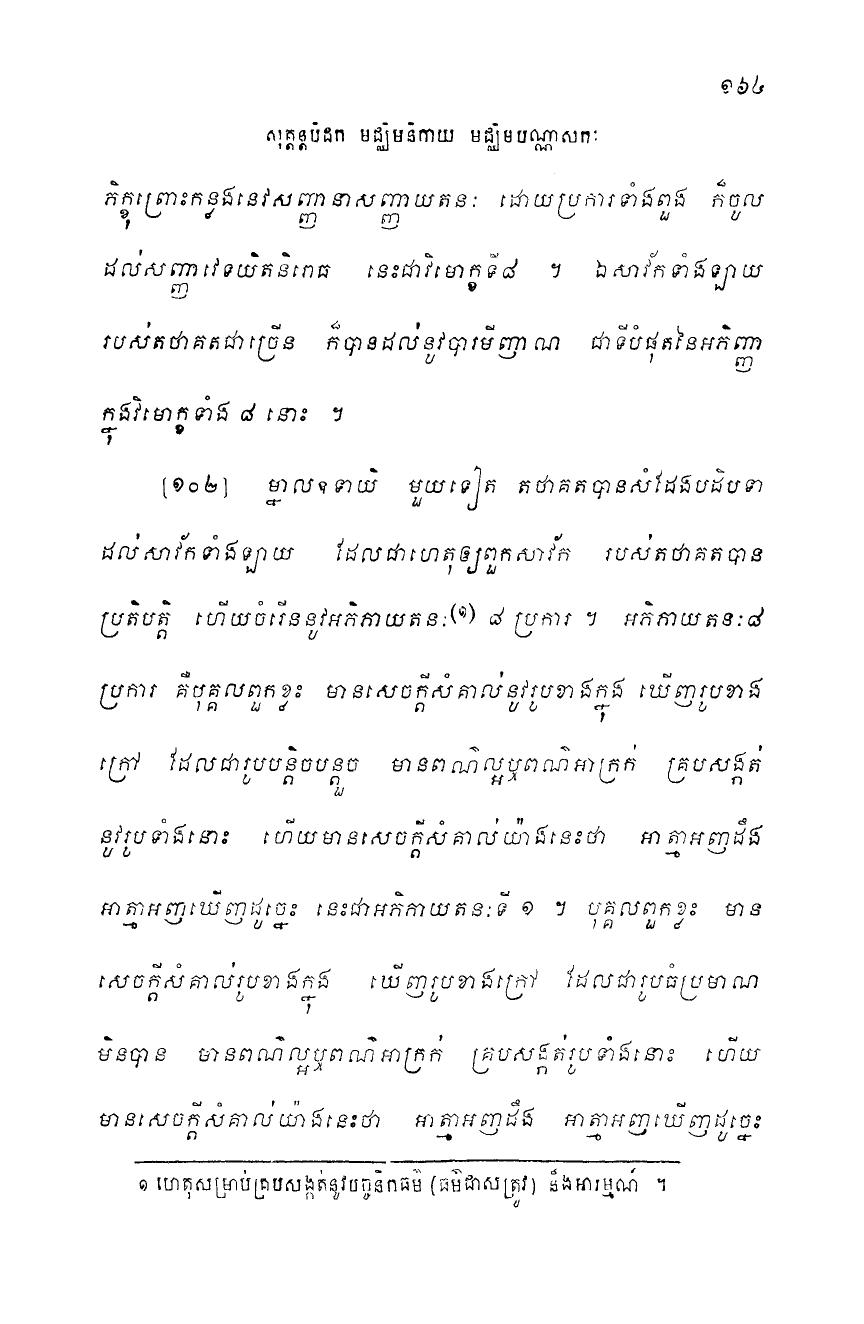 ១៦៤
សុត្តន្តបិដក មជ្ឈិមនិកាយ មជ្ឈិមបណ្ណាសកៈ
ភិក្ខុព្រោះកន្លងនេវសញ្ញានាសញ្ញាយតនៈ ដោយប្រការទាំងពួង ក៏ចូល
ដល់សញ្ញាវេទយិតនិរោធ នេះជាវិមោក្ខទី៨ ។ ឯសាវ័កទាំងឡាយ
របស់តថាគតជាច្រើន ក៏បានដល់នូវបារមីញាណ ជាទីបំផុតនៃអភិញ្ញា
ក្នុងវិមោក្ខទាំង ៨ នោះ ។
[១០២] ម្នាលឧទាយិ មួយទៀត តថាគតបានសំដែងបដិបទា
ដល់សាវ័កទាំងឡាយ ដែលជាហេតុឲ្យពួកសាវ័ក របស់តថាគតបាន
ប្រតិបត្តិ ហើយចំរើននូវអភិភាយតនៈ(១) ៨ ប្រការ ។ អភិភាយតនៈ៨
ប្រការ គឺបុគ្គលពួកខ្លះ មានសេចក្តីសំគាល់នូវរូបខាងក្នុង ឃើញរូបខាង
ក្រៅ ដែលជារូបបន្តិចបន្តួច មានពណ៌ល្អឬពណ៌អាក្រក់ គ្របសង្កត់
នូវរូបទាំងនោះ ហើយមានសេចក្តីសំគាល់យ៉ាងនេះថា អាត្មាអញដឹង
អាត្មាអញឃើញដូច្នេះ នេះជាអភិភាយតនៈទី ១ ។ បុគ្គលពួកខ្លះ មាន
សេចក្តីសំគាល់រូបខាងក្នុង ឃើញរូបខាងក្រៅ ដែលជារូបធំប្រមាណ
មិនបាន មានពណ៌ល្អឬពណ៌អាក្រក់ គ្របសង្កត់រូបទាំងនោះ ហើយ
មានសេចក្តីសំគាល់យ៉ាងនេះថា អាត្មាអញដឹង អាត្មាអញឃើញដូច្នេះ
១ ហេតុសម្រាប់គ្របសង្កត់នូវបច្ចនិកធម៌ (ធម៌ជាសត្រូវ) និងអារម្មណ៍ ។